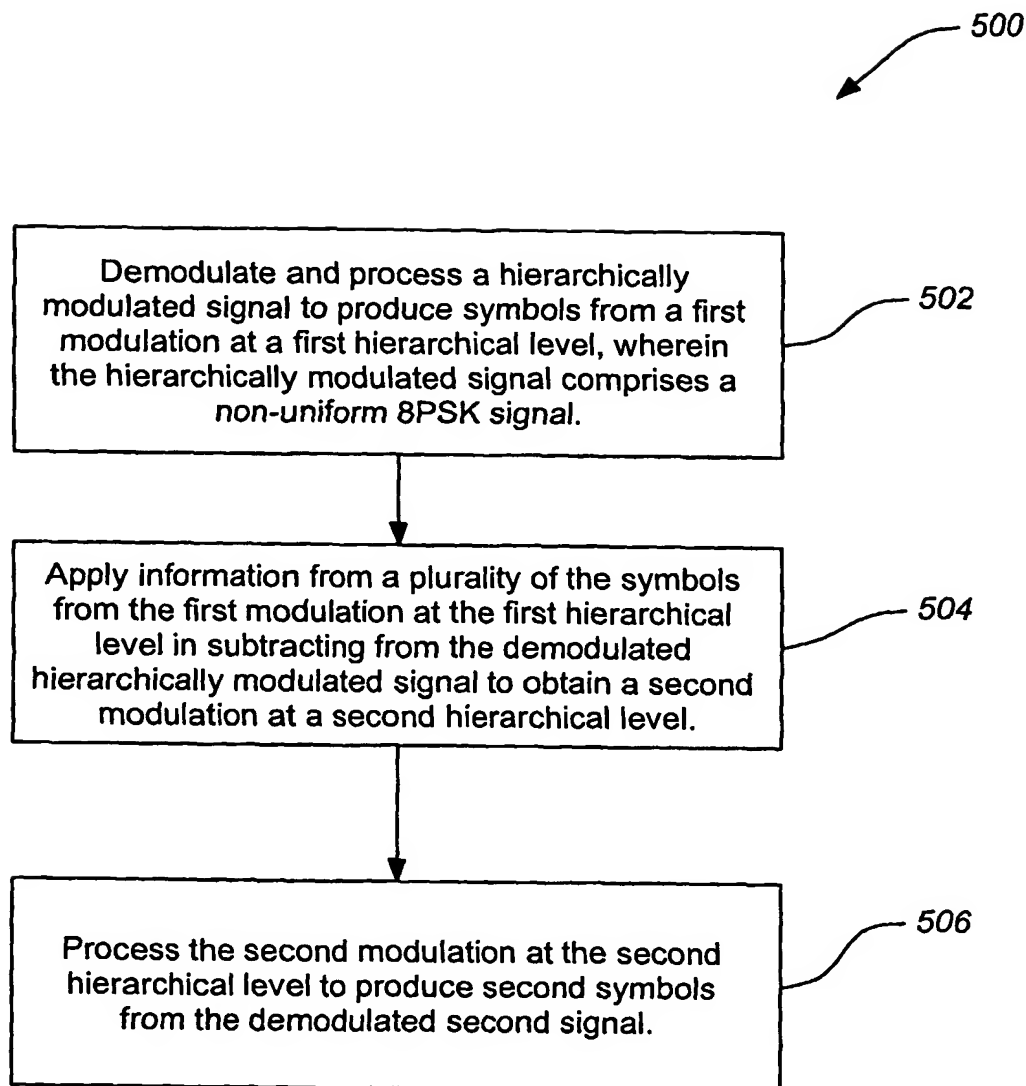 500
Demodulate and process a hierarchically
modulated signal to produce symbols from a first
modulation at a first hierarchical level, wherein
the hierarchically modulated signal comprises a
non-uniform 8PSK signal.
502
Apply information from a plurality of the symbols
from the first modulation at the first hierarchical
level in subtracting from the demodulated
hierarchically modulated signal to obtain a second
modulation at a second hierarchical level.
504
Process the second modulation at the second
hierarchical level to produce second symbols
from the demodulated second signal.
506